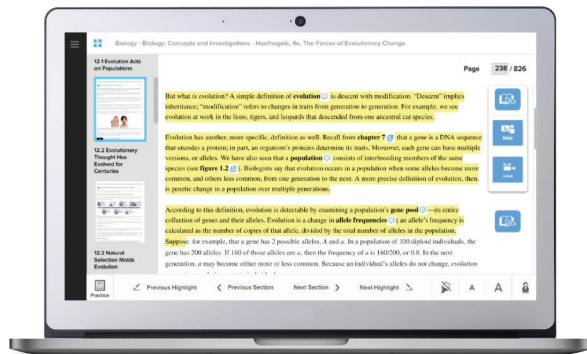 Biology - Biology: Concepts and Investigations - Hoefnagels, 4e, The Forces of Evolutionary Change
12.1 Evolution Acts
on Populations
12.2 Evolutionary
Thought Has
Evolved for
Centuries
12.3 Natural
Selection Molds
Evolution
Page 238 / 826
But what is evolution? A simple definition of evolution is descent with modification. "Descent" implies
inheritance; "modification" refers to changes in traits from generation to generation. For example, we see
evolution at work in the lions, tigers, and leopards that descended from one ancestral cat species.
Evolution has another, more specific, definition as well. Recall from chapter 7 that a gene is a DNA sequence
that encodes a protein; in part, an organism's proteins determine its traits. Moreover, each gene can have multiple
versions, or alleles. We have also seen that a population consists of interbreeding members of the same
species (see figure 1.2). Biologists say that evolution occurs in a population when some alleles become more
common, and others less common, from one generation to the next. A more precise definition of evolution, then,
is genetic change in a population over multiple generations.
According to this definition, evolution is detectable by examining a population's gene pool —its entire
collection of genes and their alleles. Evolution is a change in allele frequencies; an allele's frequency is
calculated as the number of copies of that allele, divided by the total number of alleles in the population.
Suppose, for example, that a gene has 2 possible alleles, A and a. In a population of 100 diploid individuals, the
gene has 200 alleles. If 160 of those alleles are a, then the frequency of a is 160/200, or 0.8. In the next
generation, a may become either more or less common. Because an individual's alleles do not change, evolution
Slide
Video
Practice
Previous Highlight
Previous Section
Next Section
Next Highlight
A
A